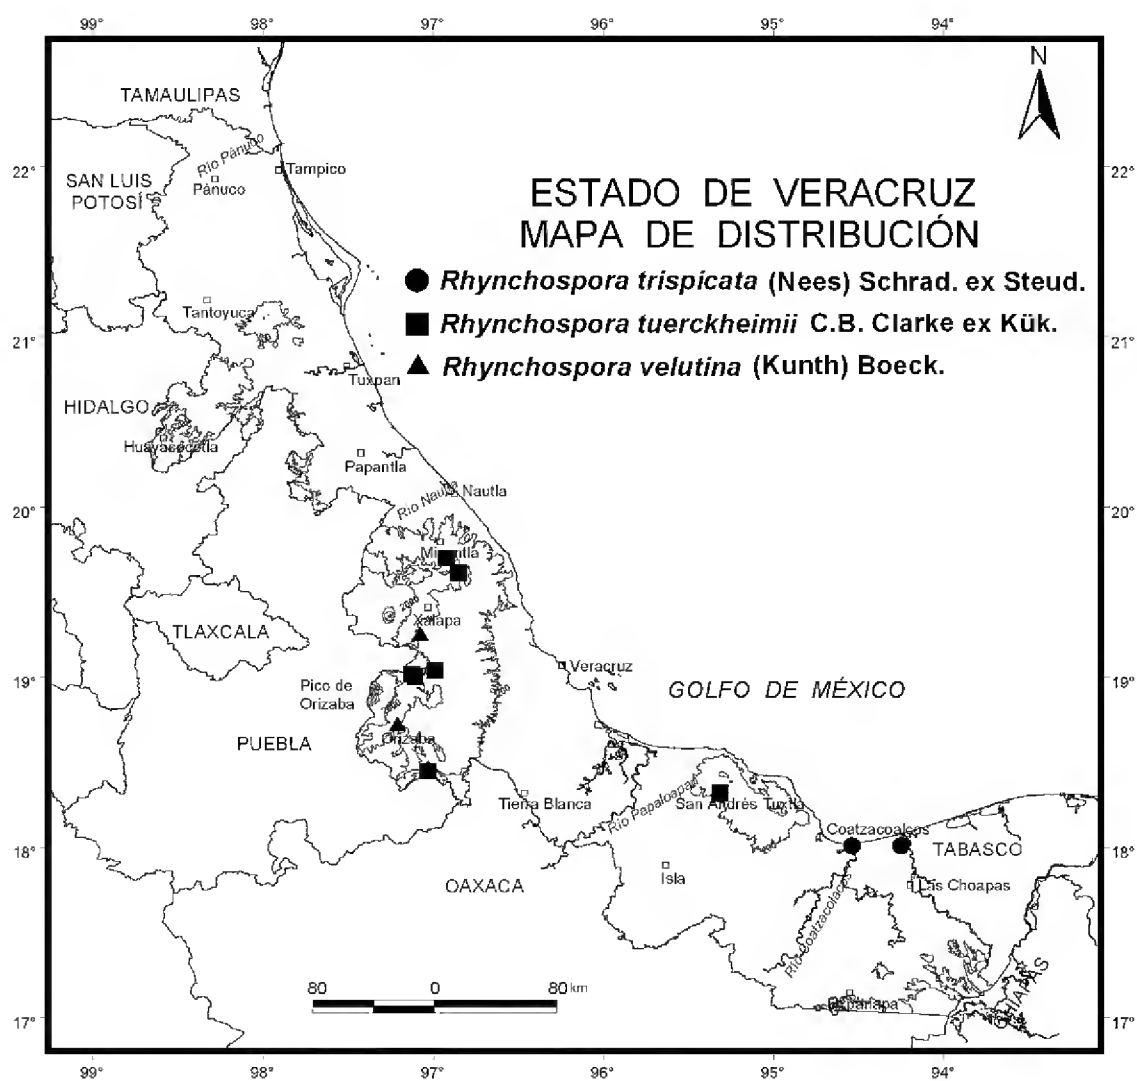 99° 98° 97° 96° 95° 94°
N
TAMAULIPAS
Río Pánuco
22° Tampico 22°
SAN LUIS
POTOSÍ
Pánuco
ESTADO DE VERACRUZ
MAPA DE DISTRIBUCIÓN
Rhynchospora trispicata (Nees) Schrad. ex Steud.
Tantoyuca
Rhynchospora tuerckheimii C.B. Clarke ex Kük.
21° 21°
Rhynchospora velutina (Kunth) Boeck.
Tuxpan
HIDALGO
Huayacocotla
Papantla
Río Nautla
Nautla
20° 20°
Misantla
2000
Xalapa
TLAXCALA
Veracruz
19° 19°
Pico de
Orizaba
GOLFO DE MÉXICO
PUEBLA
Orizaba
Tierra Blanca
Río Papaloapan
San Andrés Tuxtla
Coatzacoalcos
18° TABASCO 18°
Isla
OAXACA
Las Choapas
Río Coatzacoalcos
CHIAPAS
80 0 80 km
17° 17°
99° 98° 97° 96° 95° 94°